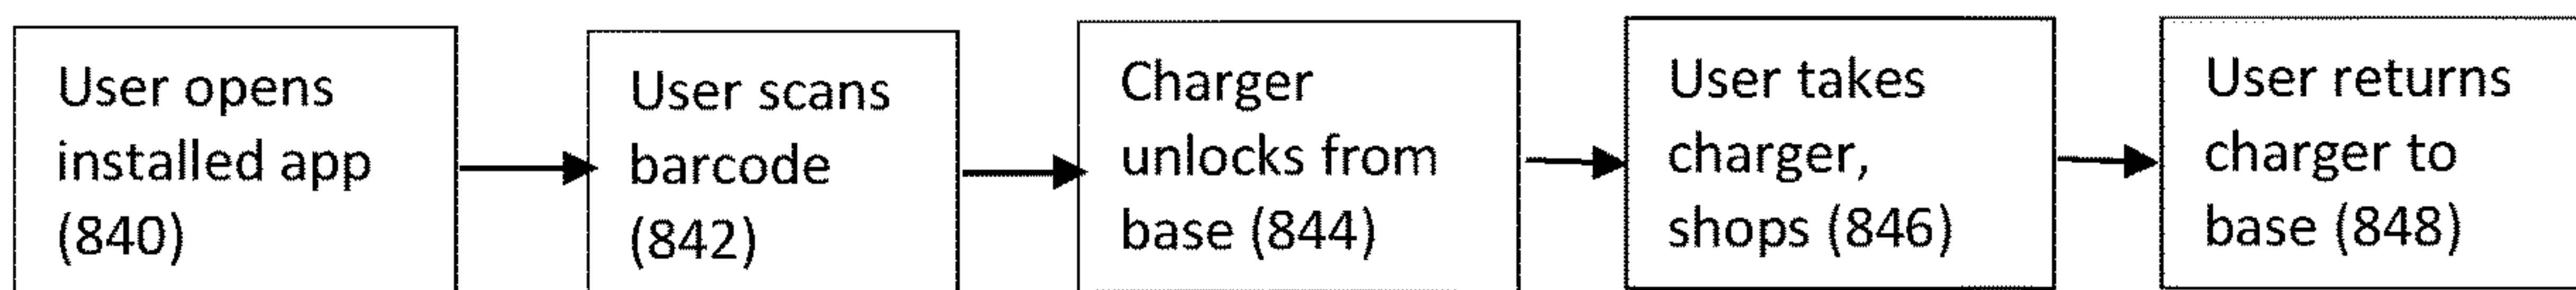 User opens
installed app
(840)
User scans
barcode
(842)
Charger
unlocks from
base (844)
User takes
charger,
shops (846)
User returns
charger to
base (848)